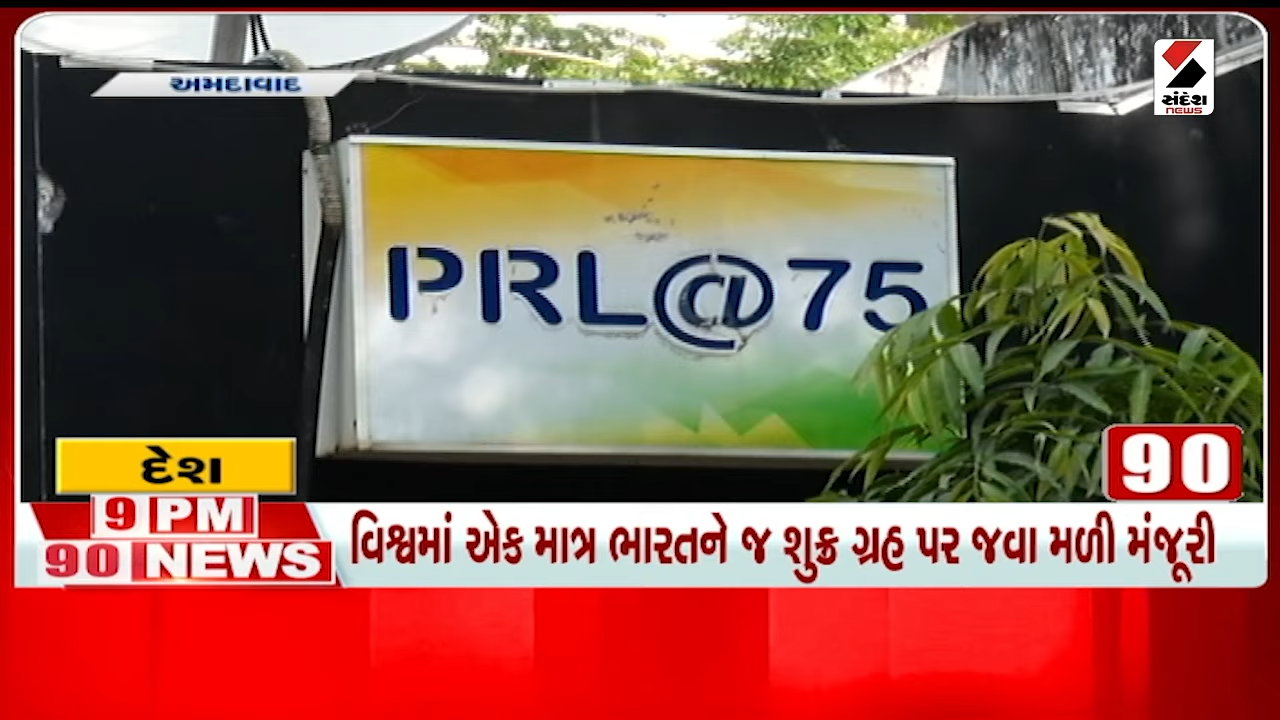 અમદાવાદ
સંદેશ
NEWS
PRL@75
90
દેશ
9 PM
90 NEWS
વિશ્વમાં એક માત્ર ભારતને જ શુક્ર ગ્રહ પર જવા મળી મંજૂરી